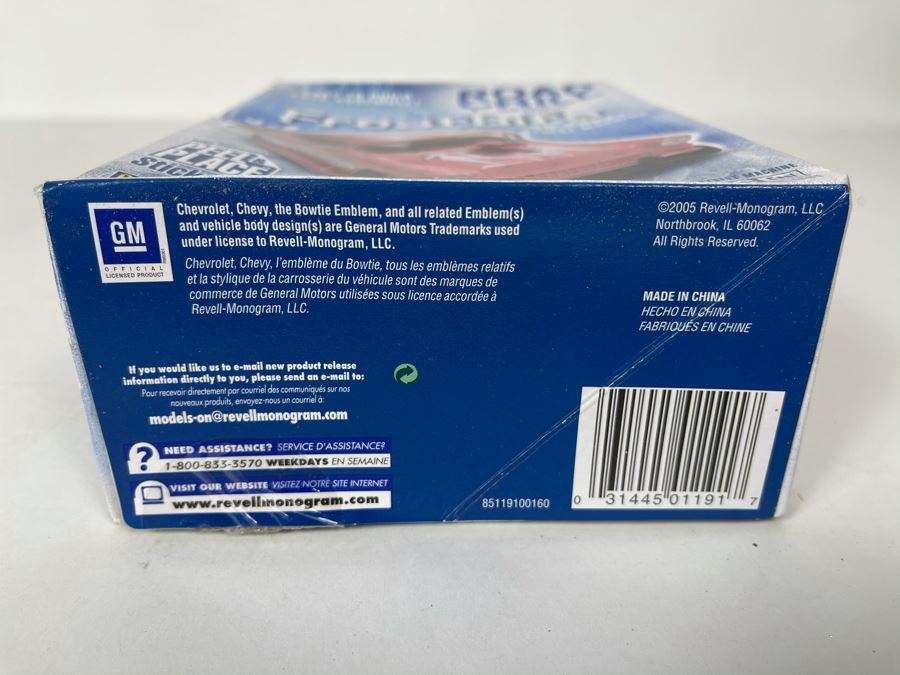 PEEL &
PLACE
STICK
MACHINE
GM
OFFICIAL
LICENSED PRODUCT
Chevrolet, Chevy, the Bowtie Emblem, and all related Emblem(s)
and vehicle body design(s) are General Motors Trademarks used
under license to Revell-Monogram, LLC.
Chevrolet, Chevy, l'emblème du Bowtie, tous les emblèmes relatifs
et la stylique de la carrosserie du véhicule sont des marques de
commerce de General Motors utilisées sous licence accordée à
Revell-Monogram, LLC.
©2005 Revell-Monogram, LLC
Northbrook, IL 60062
All Rights Reserved.
MADE IN CHINA
HECHO EN CHINA
FABRIQUÉS EN CHINE
If you would like us to e-mail new product release
information directly to you, please send an e-mail to:
Pour recevoir directement par courriel des communiqués sur nos
nouveaux produits, envoyez-nous un courriel à:
models-on@revellmonogram.com
? NEED ASSISTANCE? SERVICE D'ASSISTANCE?
1-800-833-3570 WEEKDAYS EN SEMAINE
VISIT OUR WEBSITE VISITEZ NOTRE SITE INTERNET
www.revellmonogram.com
85119100160
0 31445 01191 7